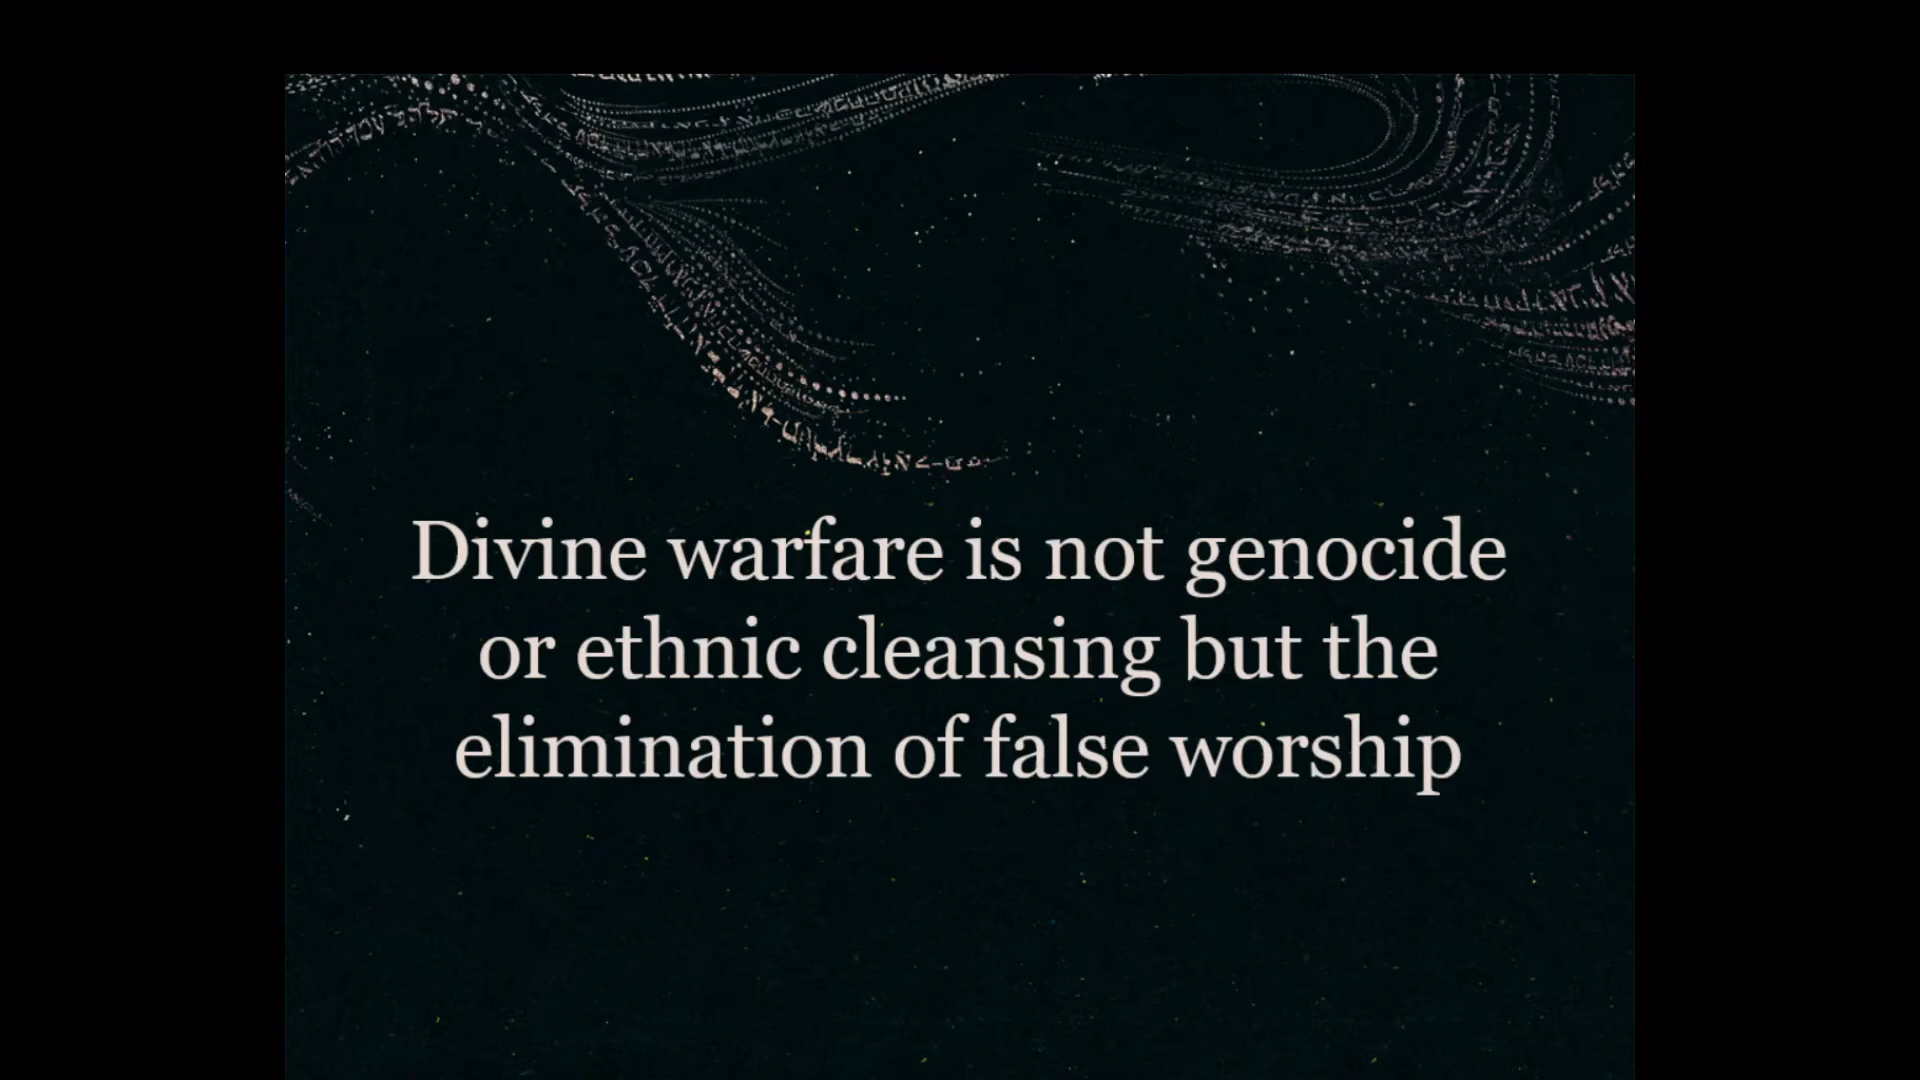 Divine warfare is not genocide
or ethnic cleansing but the
elimination of false worship